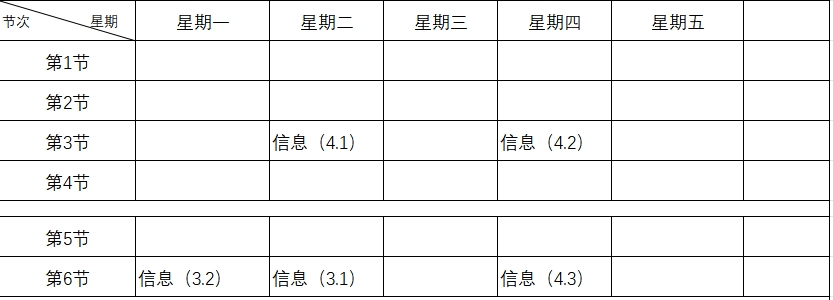 节次 星期 星期一 星期二 星期三 星期四 星期五
第1节
第2节
第3节 信息（4.1） 信息（4.2）
第4节
第5节
第6节 信息（3.2） 信息（3.1） 信息（4.3）